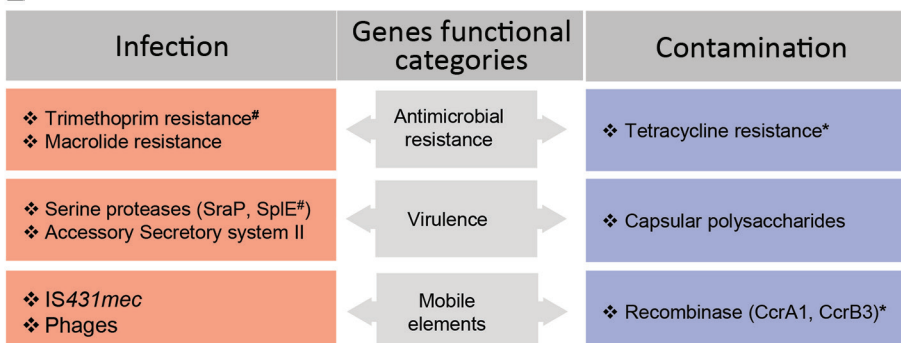 Infection
Genes functional
categories
Contamination
❖ Trimethoprim resistance#
❖ Macrolide resistance
Antimicrobial
resistance
❖ Tetracycline resistance*
❖ Serine proteases (SraP, SplE#)
❖ Accessory Secretory system II
Virulence
❖ Capsular polysaccharides
❖ IS431mec
❖ Phages
Mobile
elements
❖ Recombinase (CcrA1, CcrB3)*